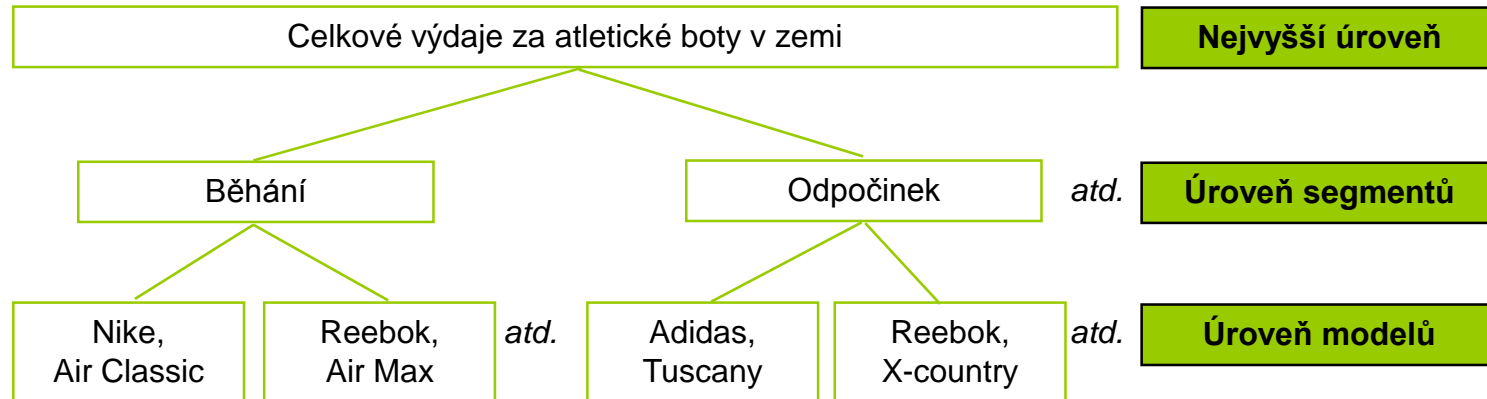 Celkové výdaje za atletické boty v zemi
Nejvyšší úroveň
Běhání
Odpočinek
atd.
Úroveň segmentů
Nike,
Air Classic
Reebok,
Air Max
atd.
Adidas,
Tuscany
Reebok,
X-country
atd.
Úroveň modelů